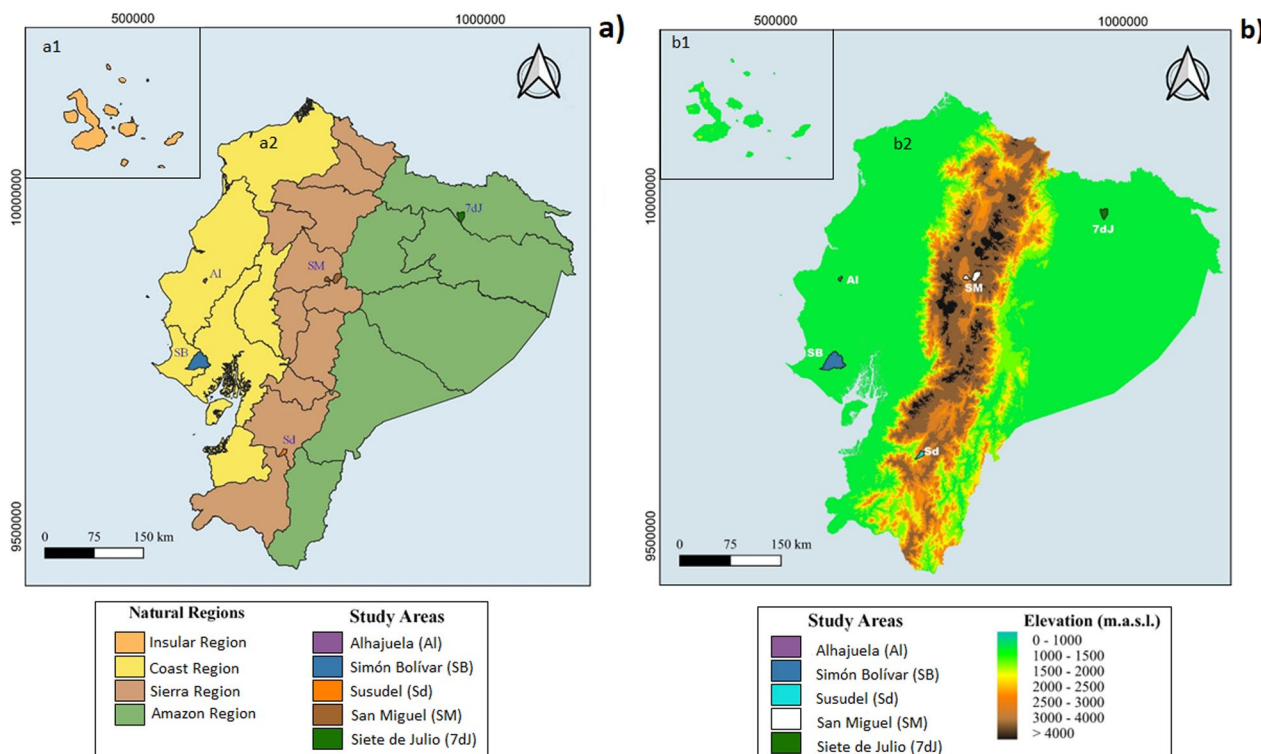 500000
1000000
a)
a1
a2
10000000
9500000
7dJ
Al
SM
SB
Sd
0 75 150 km
Natural Regions
Insular Region
Coast Region
Sierra Region
Amazon Region
Study Areas
Alhajuela (Al)
Simón Bolívar (SB)
Susudel (Sd)
San Miguel (SM)
Siete de Julio (7dJ)
500000
1000000
b)
b1
b2
10000000
9500000
7dJ
Al
SM
SB
Sd
0 75 150 km
Study Areas
Alhajuela (Al)
Simón Bolívar (SB)
Susudel (Sd)
San Miguel (SM)
Siete de Julio (7dJ)
Elevation (m.a.s.l.)
0 - 1000
1000 - 1500
1500 - 2000
2000 - 2500
2500 - 3000
3000 - 4000
> 4000